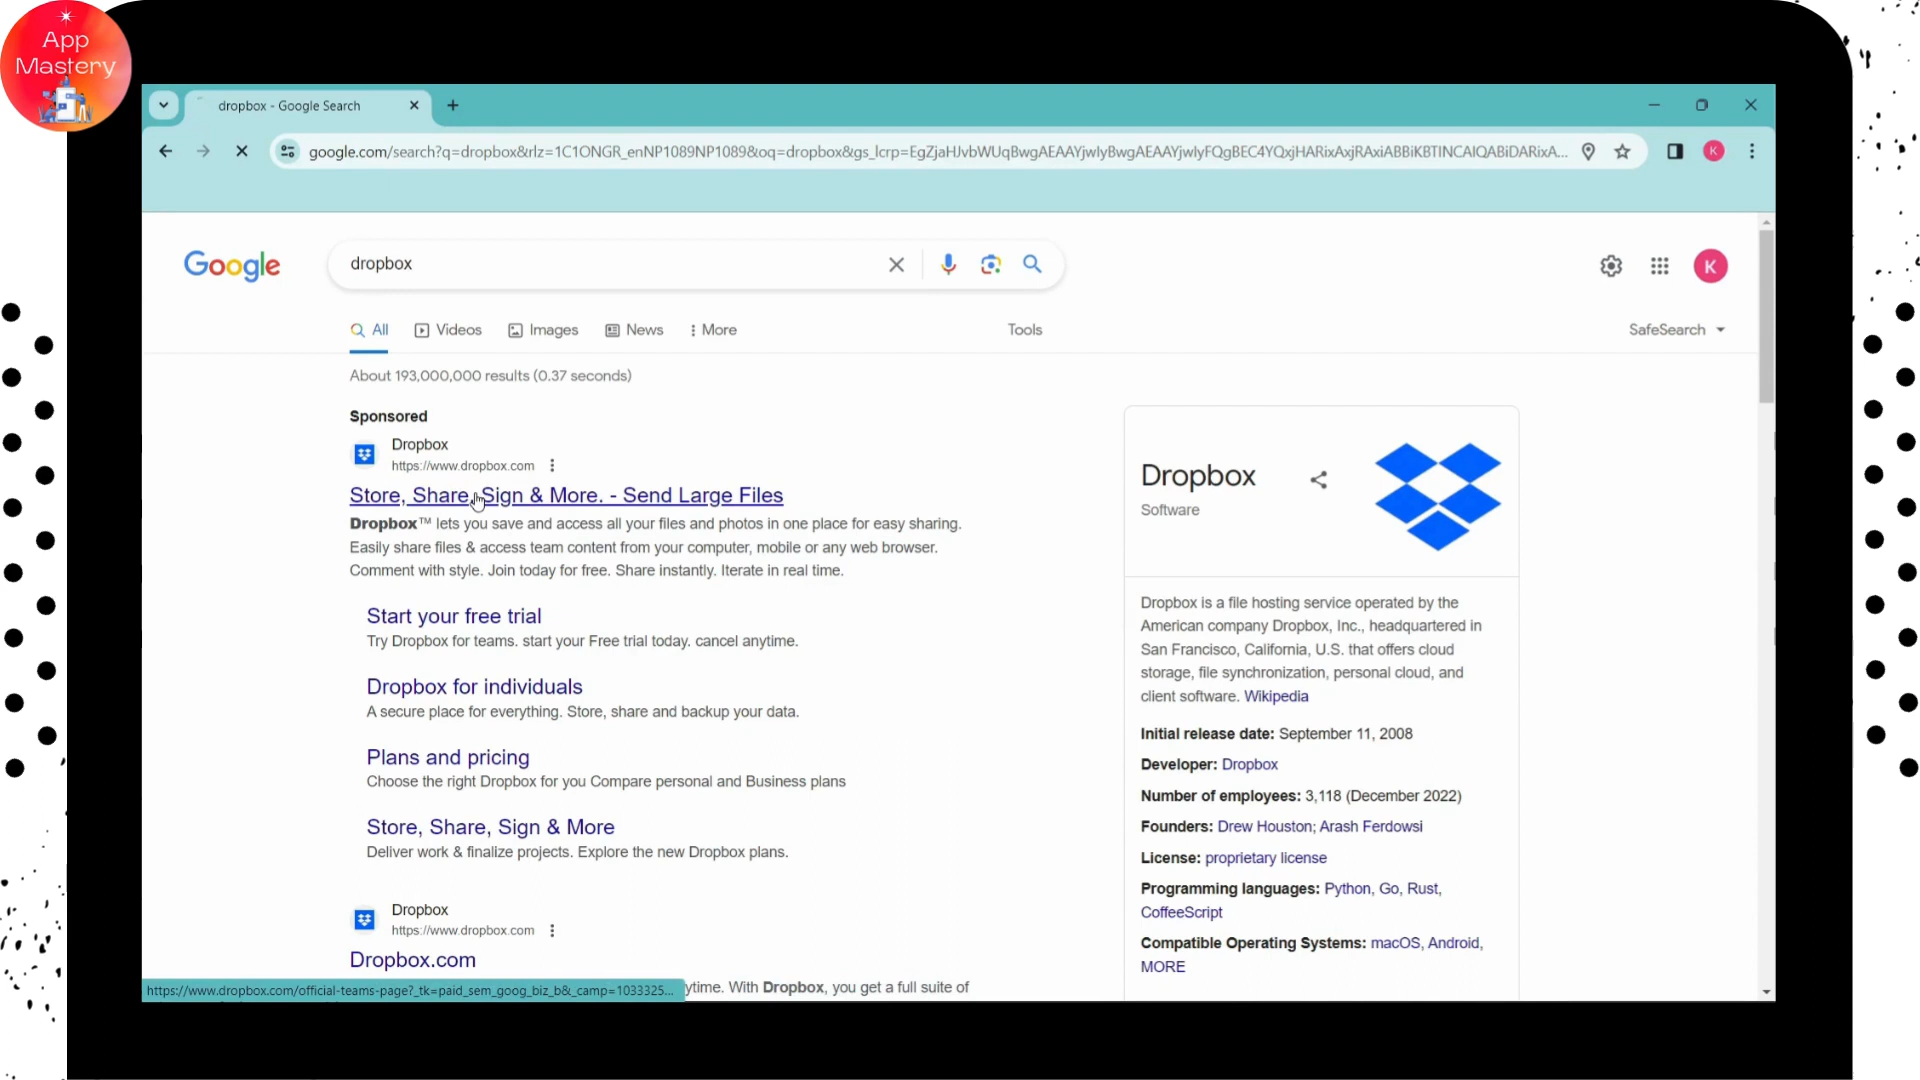 App
Mastery
dropbox - Google Search
google.com/search?q=dropbox&rlz=1C1ONGR_enNP1089NP1089&oq=dropbox&gs_lcrp=EgZjaHJvbWUqBwgAEAAYjwIyBwgAEAAYjwIyFQgBEC4YQxjHARixAxjRAxiABBiKBTINCAIQABiDARixA...
K
Google
dropbox
K
All
Videos
Images
News
More
Tools
SafeSearch
About 193,000,000 results (0.37 seconds)
Sponsored
Dropbox
https://www.dropbox.com
Store, Share, Sign & More. - Send Large Files
Dropbox™ lets you save and access all your files and photos in one place for easy sharing.
Easily share files & access team content from your computer, mobile or any web browser.
Comment with style. Join today for free. Share instantly. Iterate in real time.
Start your free trial
Try Dropbox for teams. start your Free trial today. cancel anytime.
Dropbox for individuals
A secure place for everything. Store, share and backup your data.
Plans and pricing
Choose the right Dropbox for you Compare personal and Business plans
Store, Share, Sign & More
Deliver work & finalize projects. Explore the new Dropbox plans.
Dropbox
https://www.dropbox.com
Dropbox.com
ytime. With Dropbox, you get a full suite of
https://www.dropbox.com/official-teams-page?_tk=paid_sem_goog_biz_b&_camp=1033325...
Dropbox
Software
Dropbox is a file hosting service operated by the
American company Dropbox, Inc., headquartered in
San Francisco, California, U.S. that offers cloud
storage, file synchronization, personal cloud, and
client software. Wikipedia
Initial release date: September 11, 2008
Developer: Dropbox
Number of employees: 3,118 (December 2022)
Founders: Drew Houston; Arash Ferdowsi
License: proprietary license
Programming languages: Python, Go, Rust,
CoffeeScript
Compatible Operating Systems: macOS, Android,
MORE